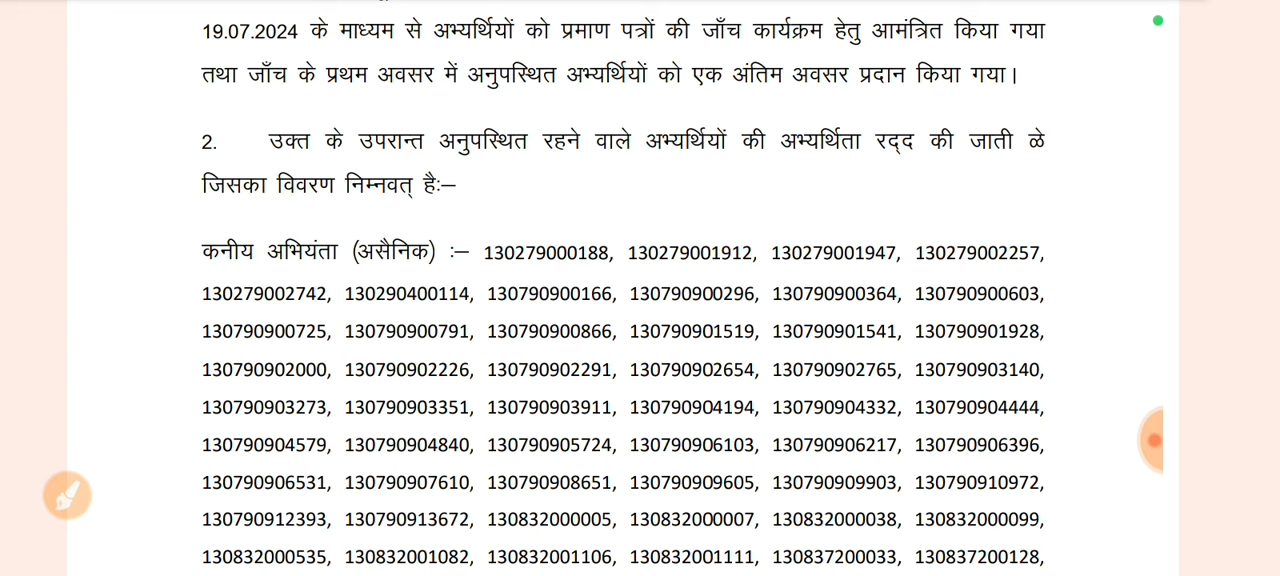 19.07.2024 के माध्यम से अभ्यर्थियों को प्रमाण पत्रों की जाँच कार्यक्रम हेतु आमंत्रित किया गया
तथा जाँच के प्रथम अवसर में अनुपस्थित अभ्यर्थियों को एक अंतिम अवसर प्रदान किया गया।
2. उक्त के उपरान्त अनुपस्थित रहने वाले अभ्यर्थियों की अभ्यर्थिता रद्द की जाती ळे
जिसका विवरण निम्नवत् है:–
कनीय अभियंता (असैनिक) :– 130279000188, 130279001912, 130279001947, 130279002257,
130279002742, 130290400114, 130790900166, 130790900296, 130790900364, 130790900603,
130790900725, 130790900791, 130790900866, 130790901519, 130790901541, 130790901928,
130790902000, 130790902226, 130790902291, 130790902654, 130790902765, 130790903140,
130790903273, 130790903351, 130790903911, 130790904194, 130790904332, 130790904444,
130790904579, 130790904840, 130790905724, 130790906103, 130790906217, 130790906396,
130790906531, 130790907610, 130790908651, 130790909605, 130790909903, 130790910972,
130790912393, 130790913672, 130832000005, 130832000007, 130832000038, 130832000099,
130832000535, 130832001082, 130832001106, 130832001111, 130837200033, 130837200128,